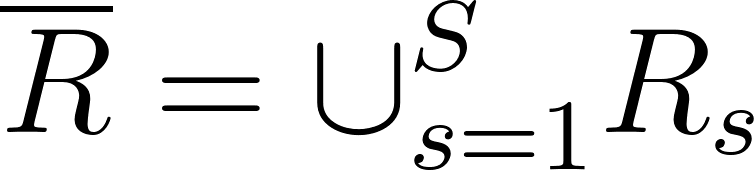 $\overline{R} = \cup_{s=1}^{S} R_s$